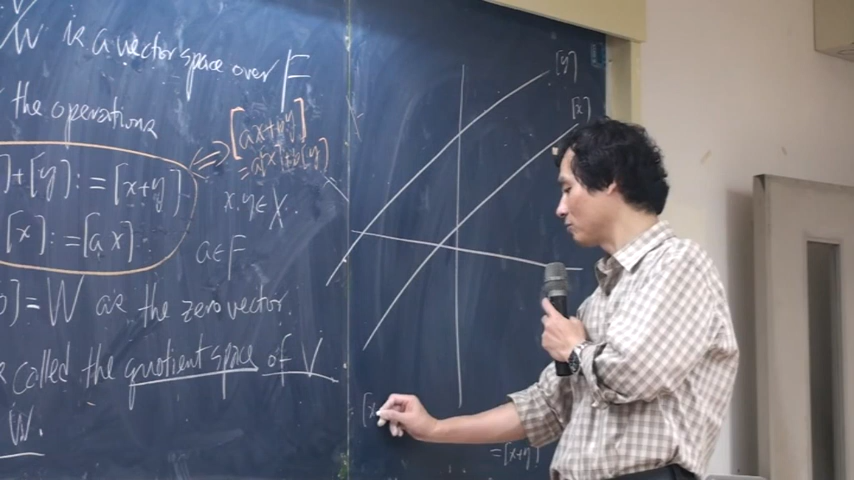 V/W is a vector space over F
the operations
]+[y]:=[x+y]
[ax+by]
=a[x]+b[y]
[x]:=[ax].
x,y∈X.
a∈F
]=W as the zero vector.
called the quotient space of V
W.
[y]
[x]
[x
=[x+y]